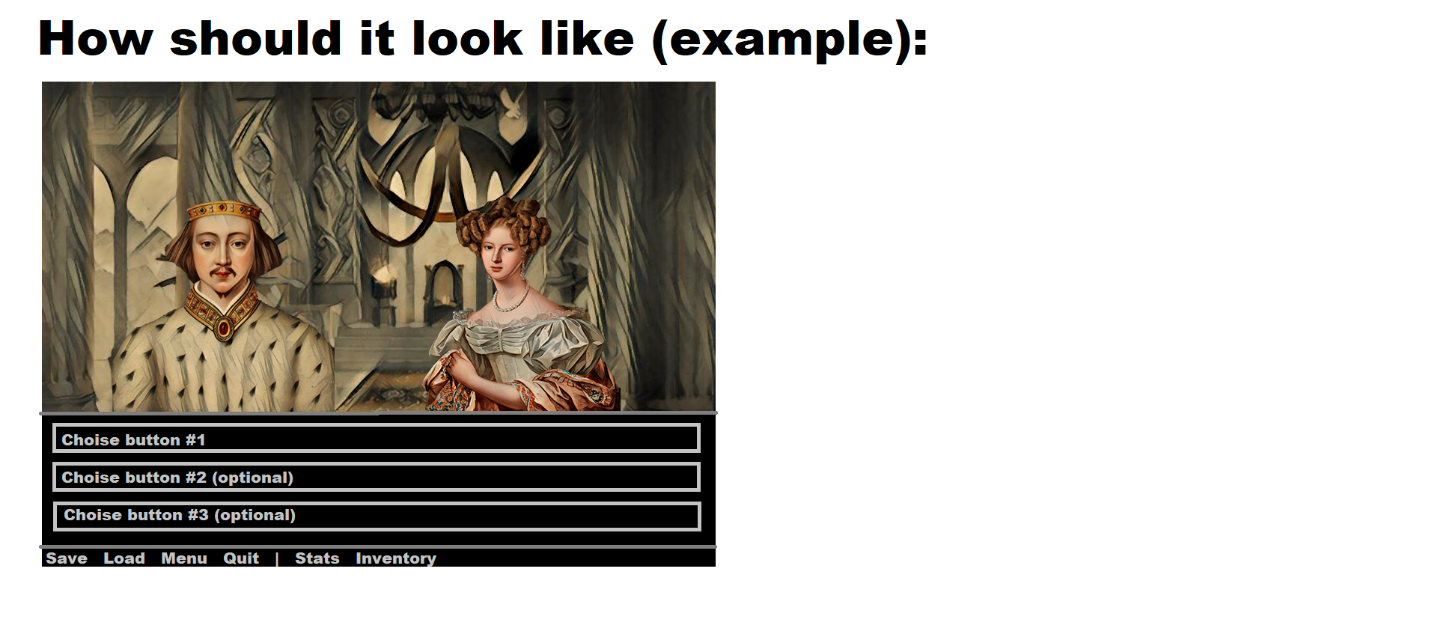 How should it look like (example):
Choise button #1
Choise button #2 (optional)
Choise button #3 (optional)
Save Load Menu Quit | Stats Inventory